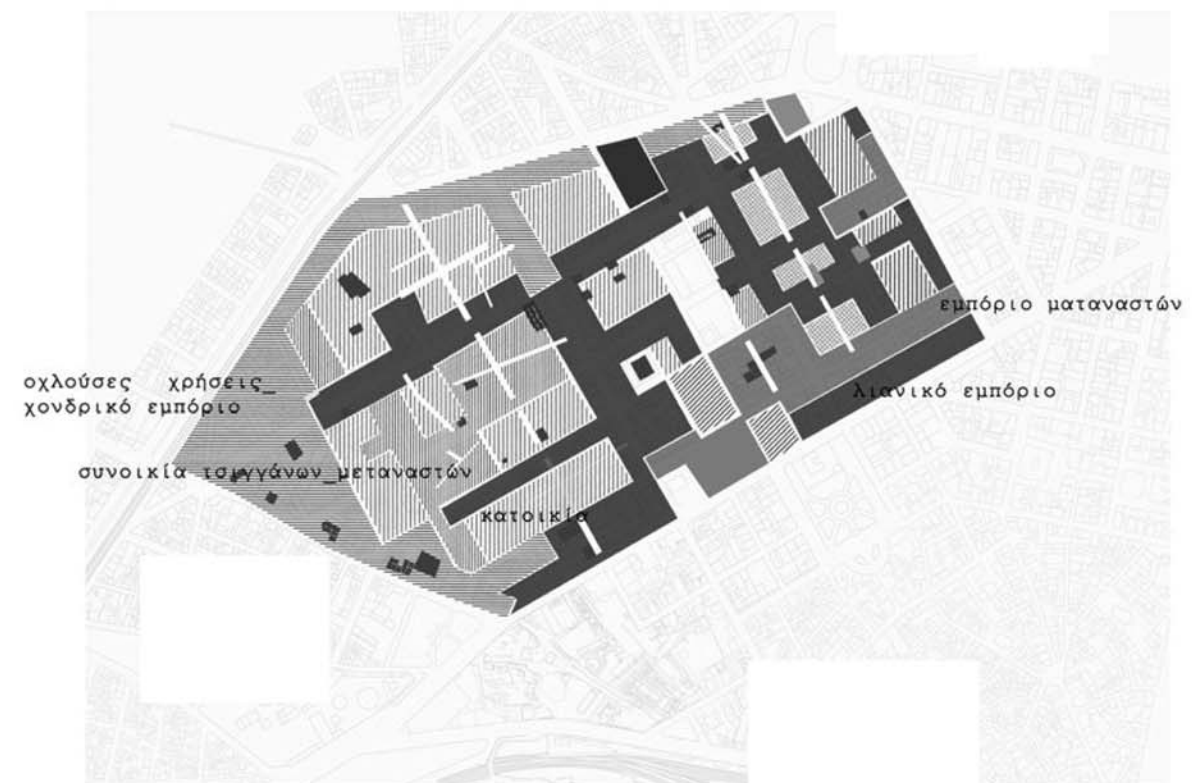 εμπόριο ματαναστών
οχλούσες χρήσεις_
χονδρικό εμπόριο
λιανικό εμπόριο
συνοικία τσιγγάνων_μεταναστών
κατοικία